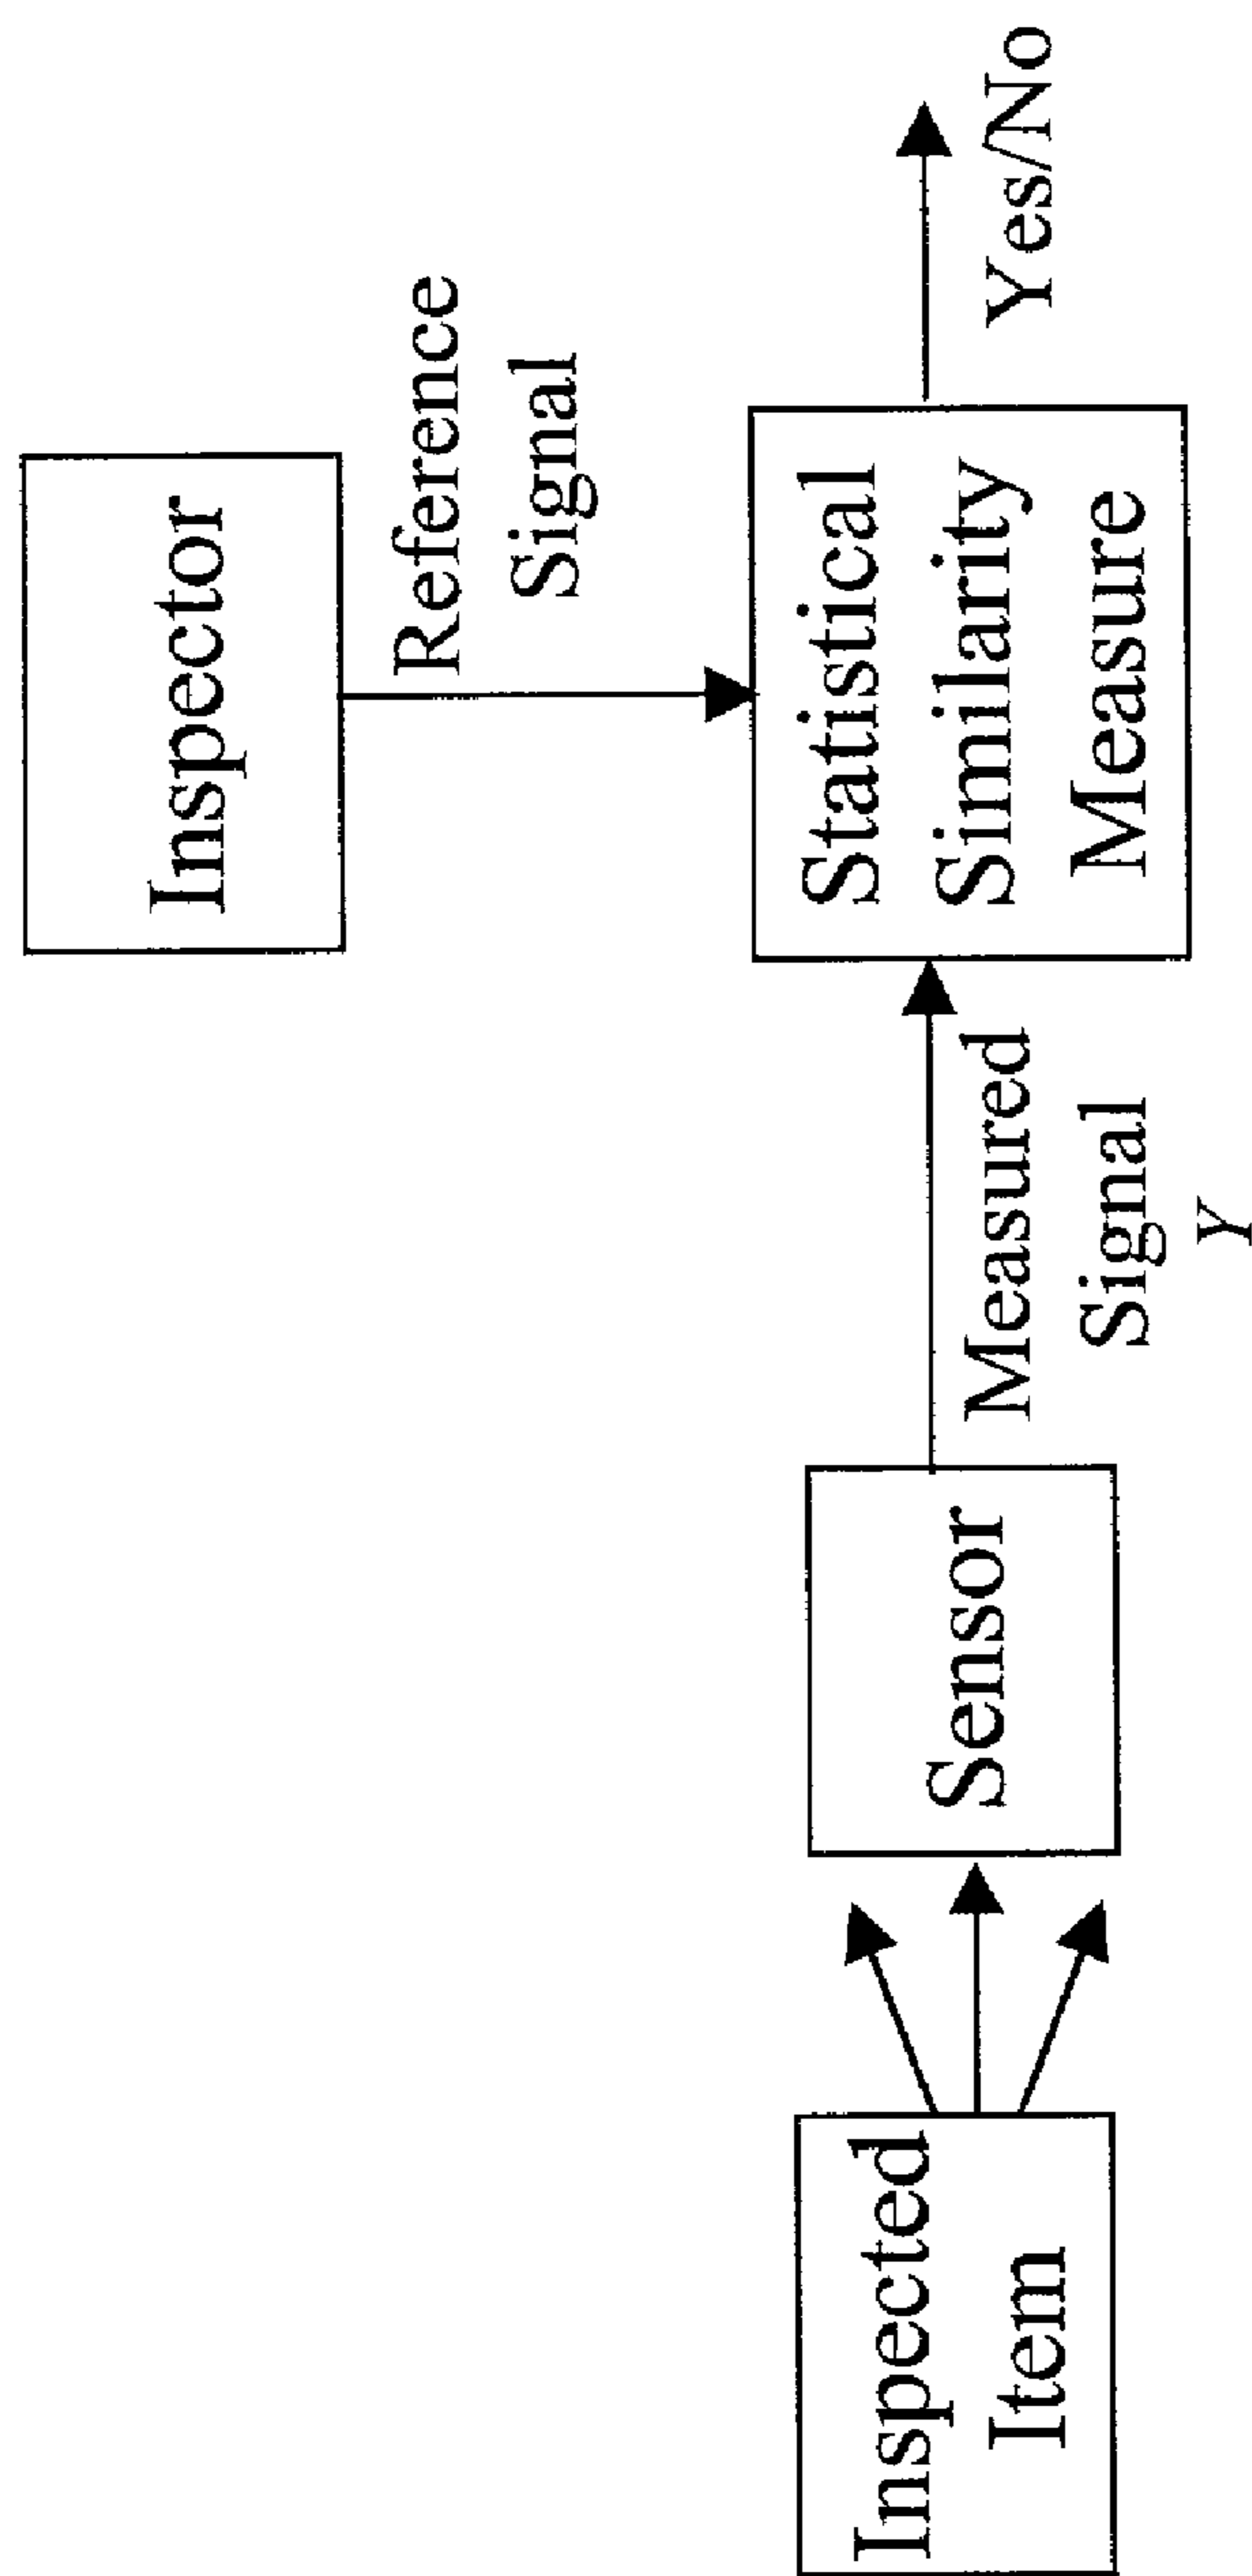 Inspector
Reference
Signal
Inspected
Item
Sensor
Measured
Signal
Y
Statistical
Similarity
Measure
Yes/No